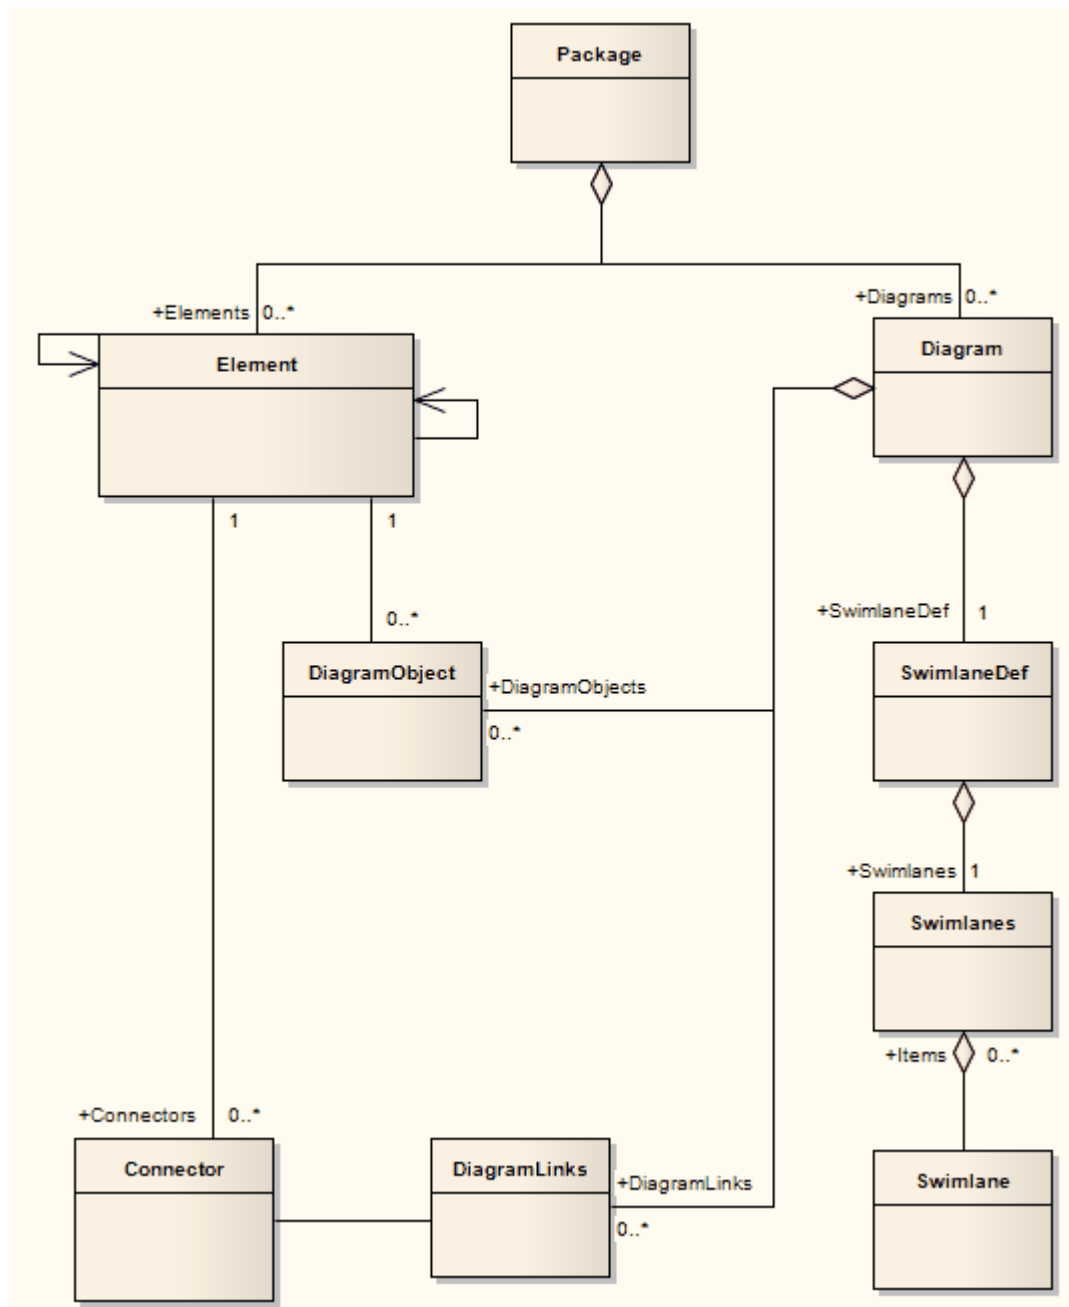 Package
+Diagrams 0..*
+Elements 0..*
Diagram
Element
1 1
+SwimlaneDef 1
0..*
DiagramObject
SwimlaneDef
+DiagramObjects
0..*
+Swimlanes 1
Swimlanes
+Items 0..*
+Connectors 0..*
Connector
DiagramLinks
Swimlane
+DiagramLinks
0..*